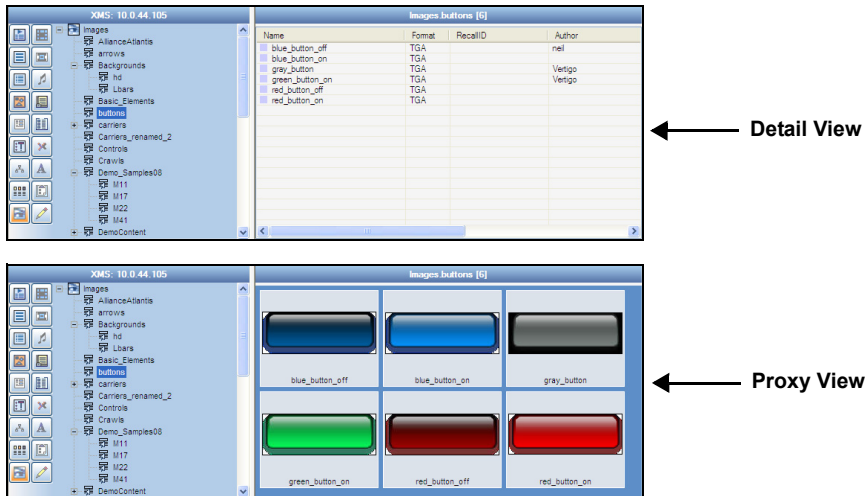 XMS: 10.0.44.105
Images.buttons [6]
Images
AllianceAtlantis
arrows
Backgrounds
hd
Lbars
Basic_Elements
buttons
carriers
Carriers_renamed_2
Controls
Crawls
Demo_Samples08
M11
M17
M22
M41
DemoContent
Name Format RecallID Author
blue_button_off TGA neil
blue_button_on TGA
gray_button TGA Vertigo
green_button_on TGA Vertigo
red_button_off TGA
red_button_on TGA
Detail View
XMS: 10.0.44.105
Images.buttons [6]
Images
AllianceAtlantis
arrows
Backgrounds
hd
Lbars
Basic_Elements
buttons
carriers
Carriers_renamed_2
Controls
Crawls
Demo_Samples08
M11
M17
M22
M41
DemoContent
blue_button_off
blue_button_on
gray_button
green_button_on
red_button_off
red_button_on
Proxy View